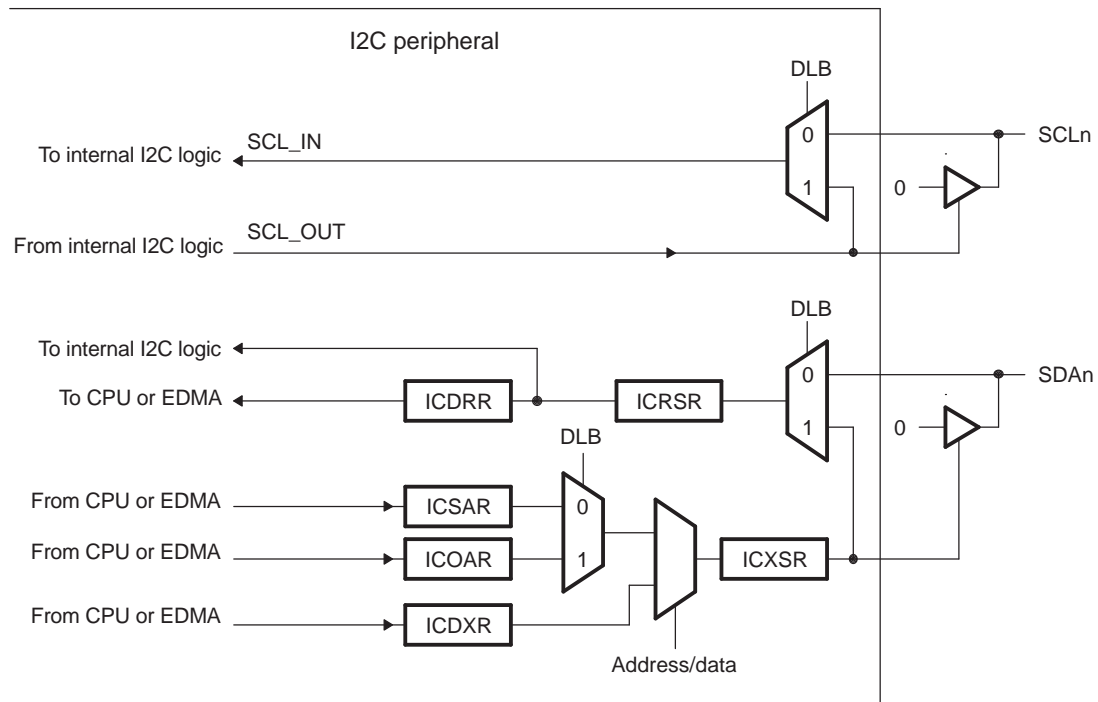 I2C peripheral
DLB
0
SCLn
SCL_IN
To internal I2C logic
1
0
SCL_OUT
From internal I2C logic
DLB
To internal I2C logic
0
SDAn
To CPU or EDMA
ICDRR
ICRSR
1
0
DLB
From CPU or EDMA
ICSAR
0
From CPU or EDMA
ICOAR
1
ICXSR
From CPU or EDMA
ICDXR
Address/data